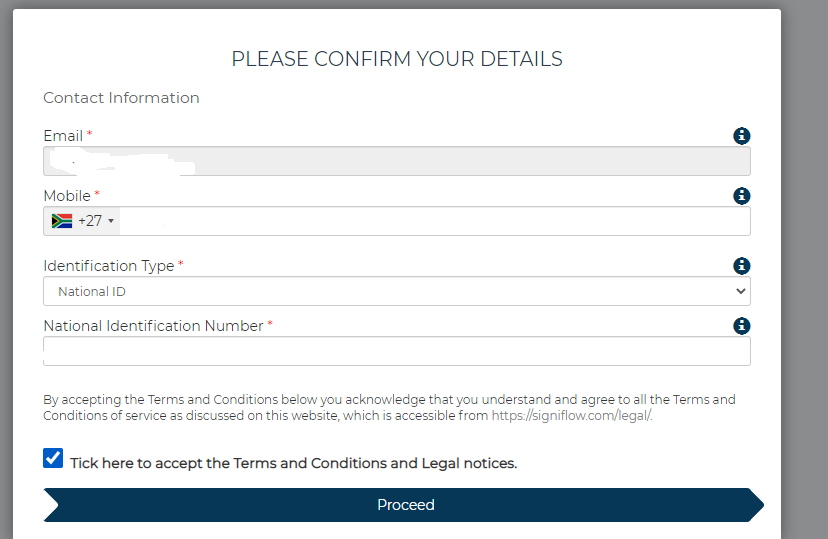 PLEASE CONFIRM YOUR DETAILS
Contact Information
Email *
Mobile *
+27
Identification Type *
National ID
National Identification Number *
By accepting the Terms and Conditions below you acknowledge that you understand and agree to all the Terms and
Conditions of service as discussed on this website, which is accessible from https://signiflow.com/legal/.
Tick here to accept the Terms and Conditions and Legal notices.
Proceed